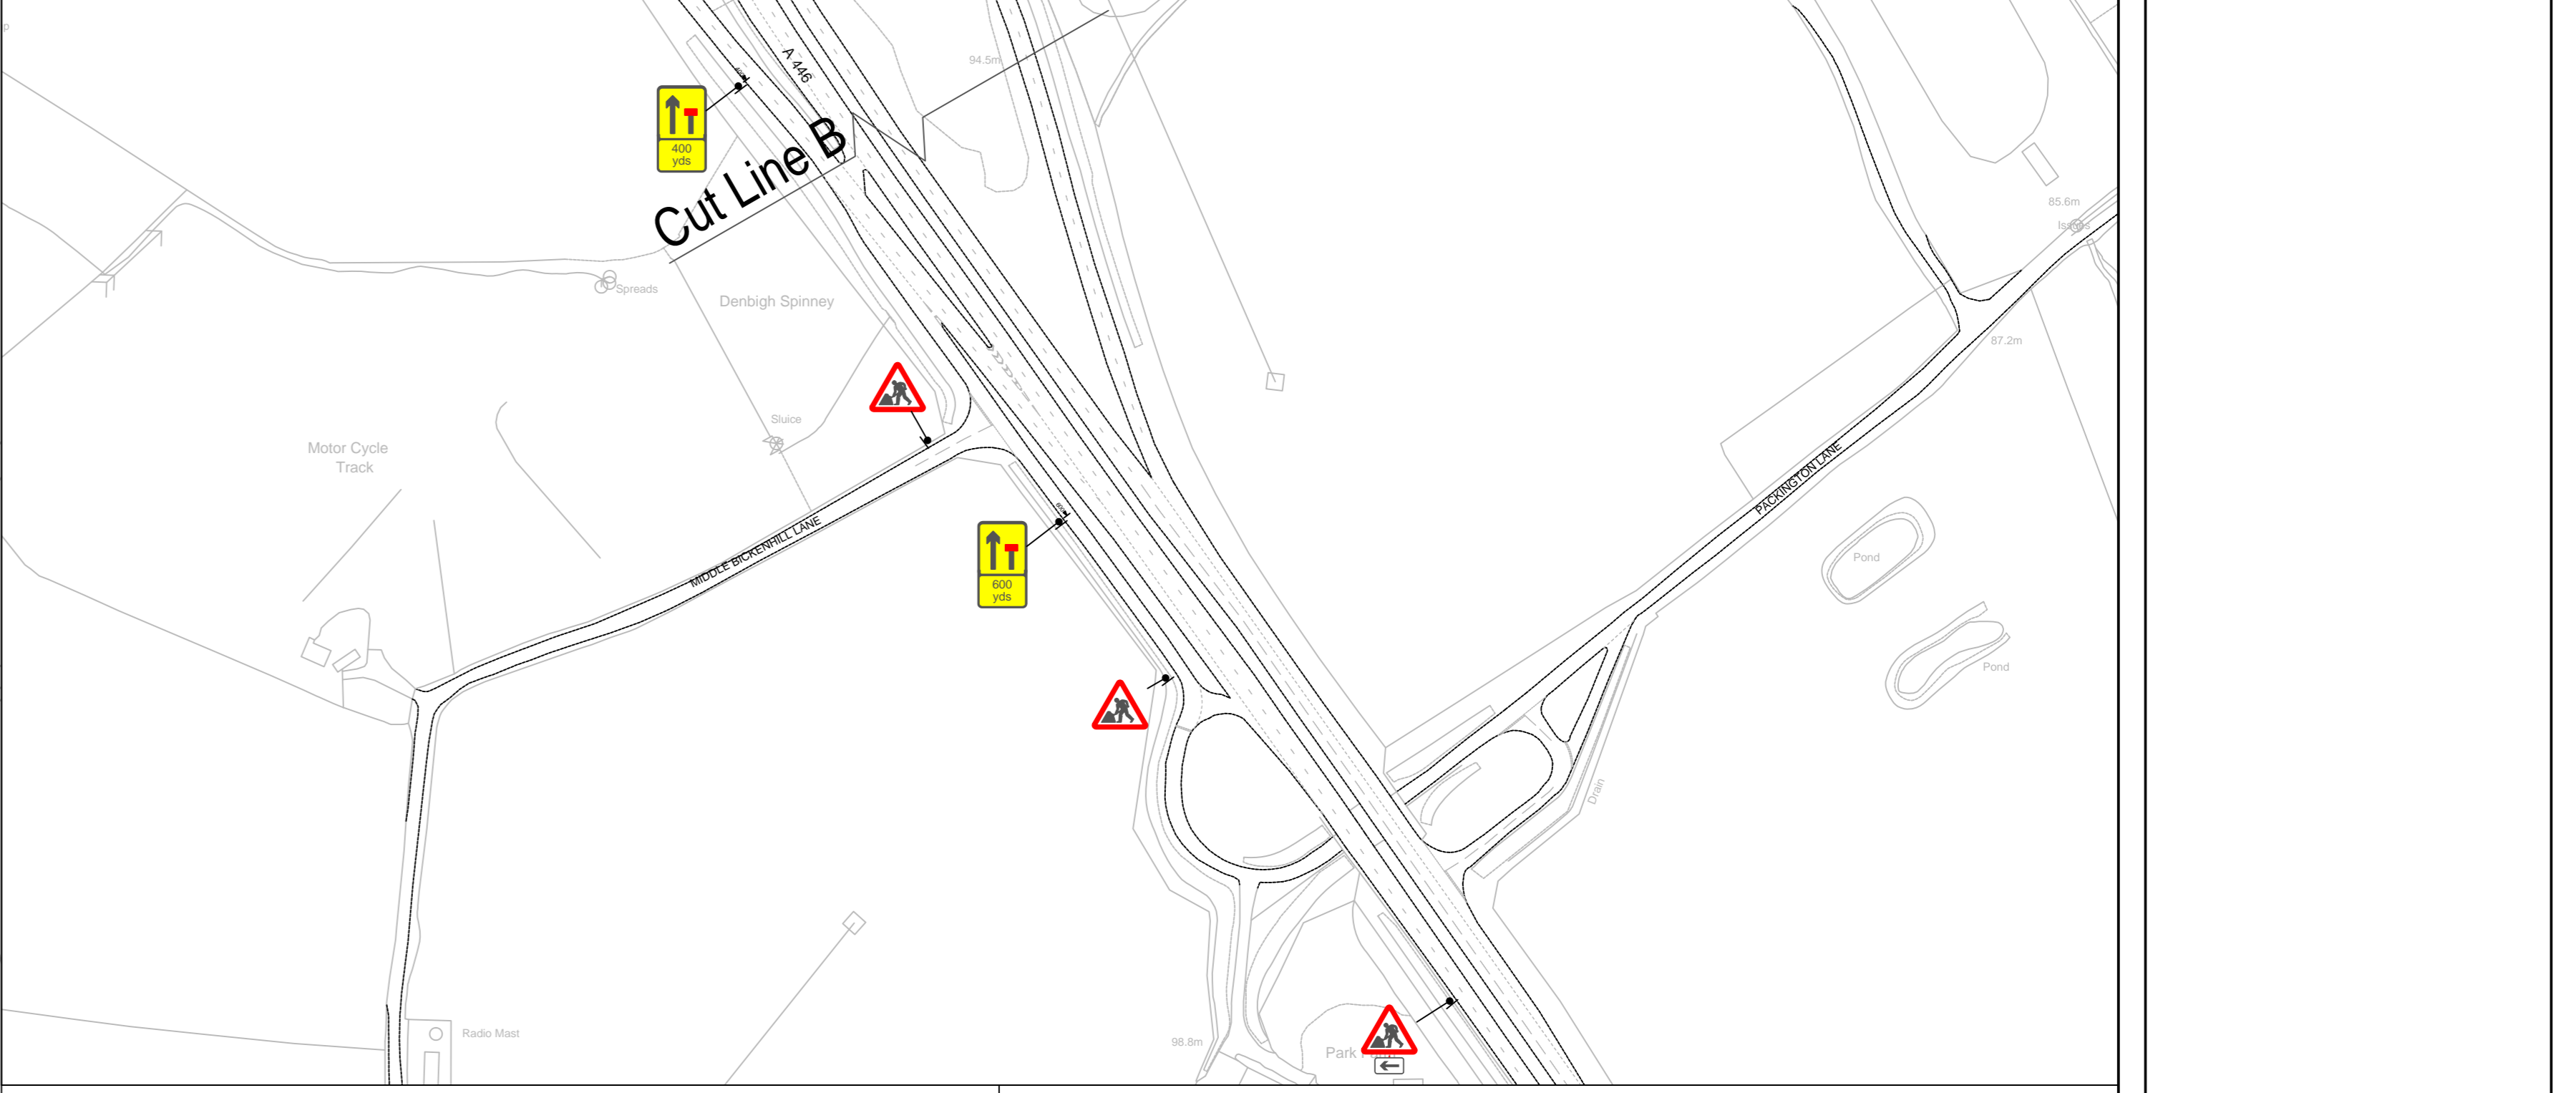 p
A 446
94.5m
400
yds
Cut Line B
85.6m
Issues
Spreads
Denbigh Spinney
87.2m
Sluice
Motor Cycle
Track
PACKINGTON LANE
MIDDLE BICKENHILL LANE
Pond
600
yds
Pond
Drain
Radio Mast
98.8m